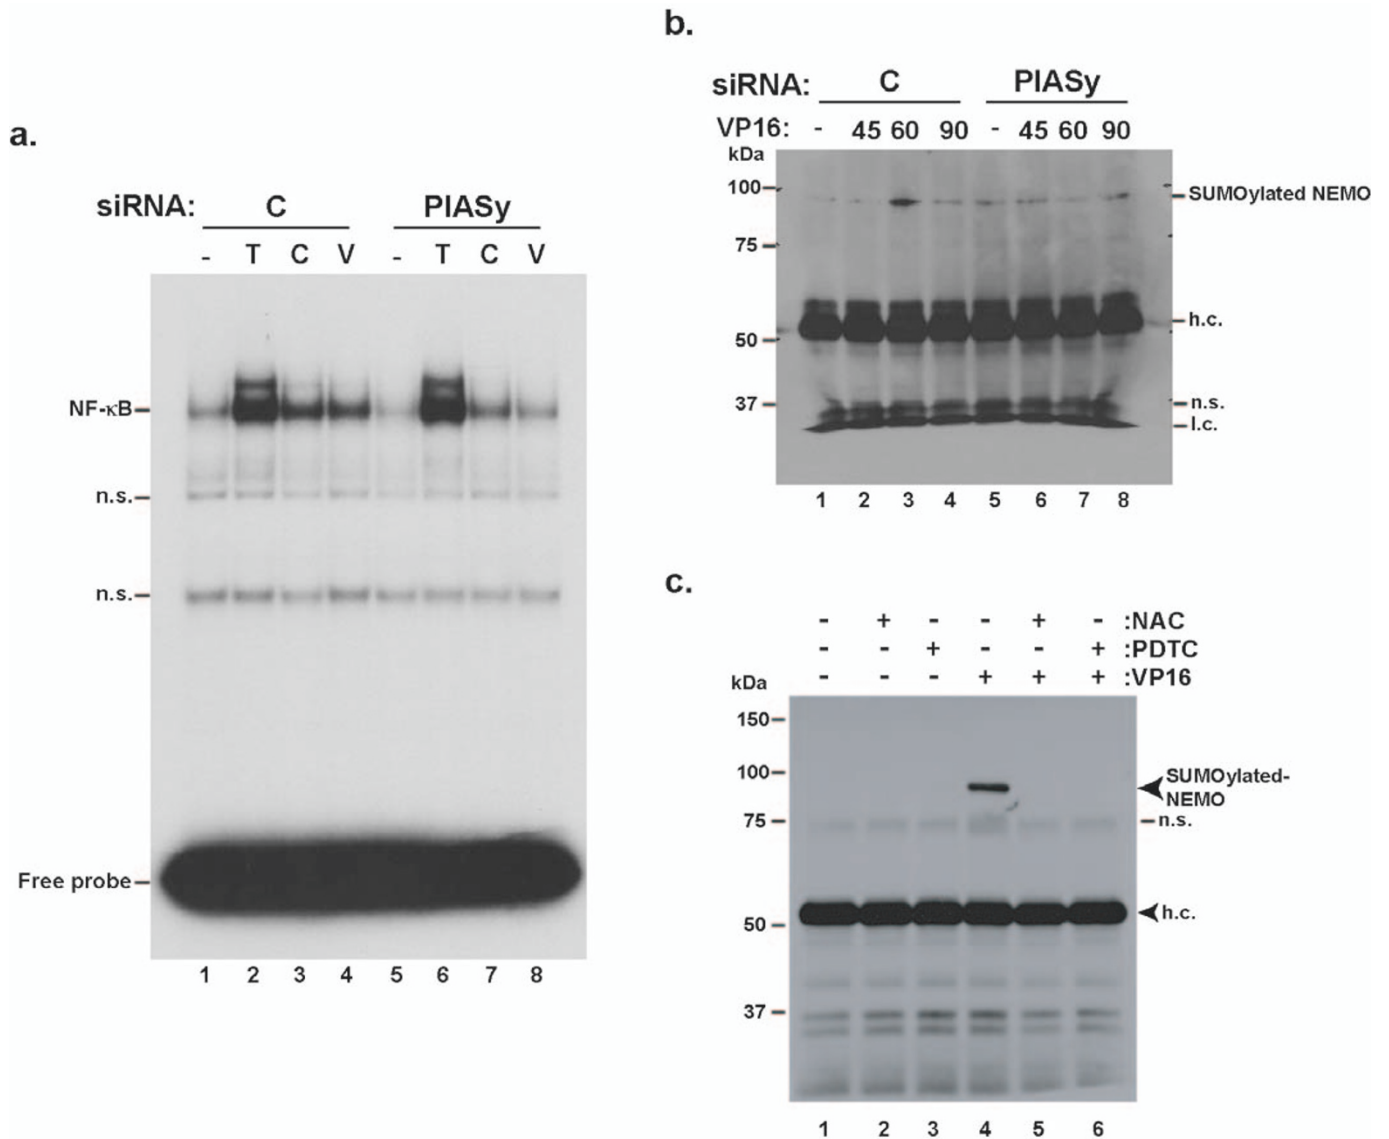 a.
siRNA: C PIASy
- T C V - T C V
NF-κB
n.s.
n.s.
Free probe
1 2 3 4 5 6 7 8
b.
siRNA: C PIASy
VP16: - 45 60 90 - 45 60 90
kDa
100
75
50
37
SUMOylated NEMO
h.c.
n.s.
l.c.
1 2 3 4 5 6 7 8
c.
- + - - + - :NAC
- - + - - + :PDTC
- - - + + + :VP16
kDa
150
100
75
50
37
SUMOylated-
NEMO
n.s.
h.c.
1 2 3 4 5 6